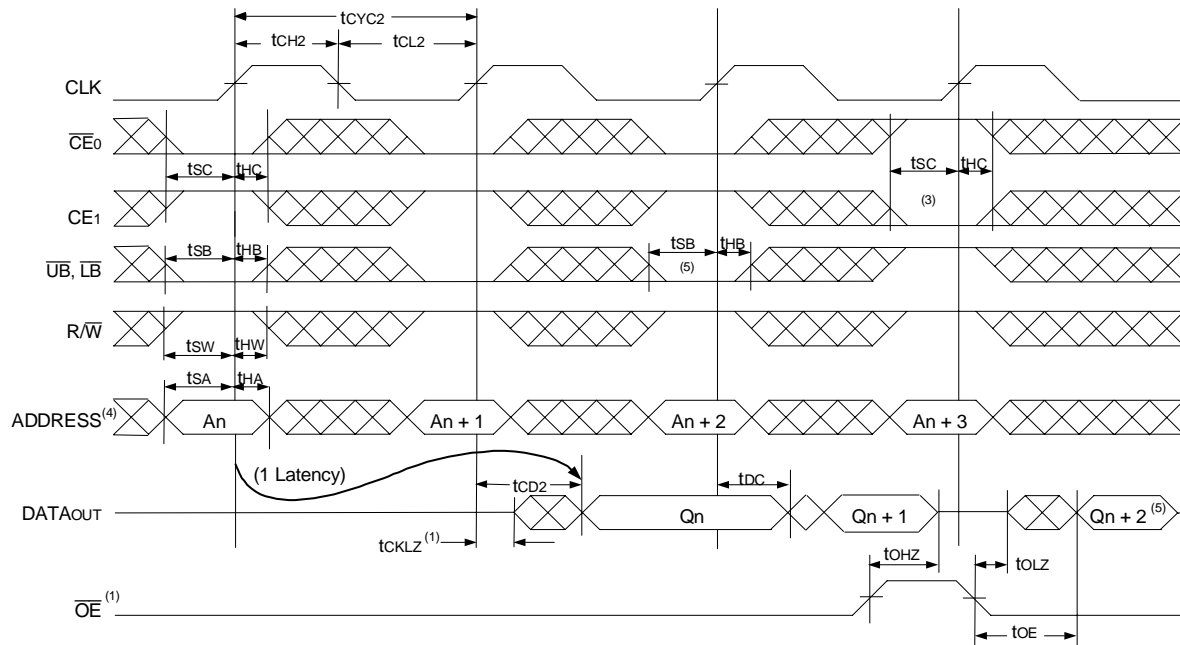 tCYC2
tCH2 tCL2
CLK
CE0
tSC tHC tSC tHC
CE1 (3)
tSB tHB tSB tHB
UB, LB (5)
R/W
tSW tHW
tSA tHA
ADDRESS(4) An An + 1 An + 2 An + 3
(1 Latency) tCD2 tDC
DATAOUT Qn Qn + 1 Qn + 2 (5)
tCKLZ (1)
tOHZ tOLZ
OE (1)
tOE